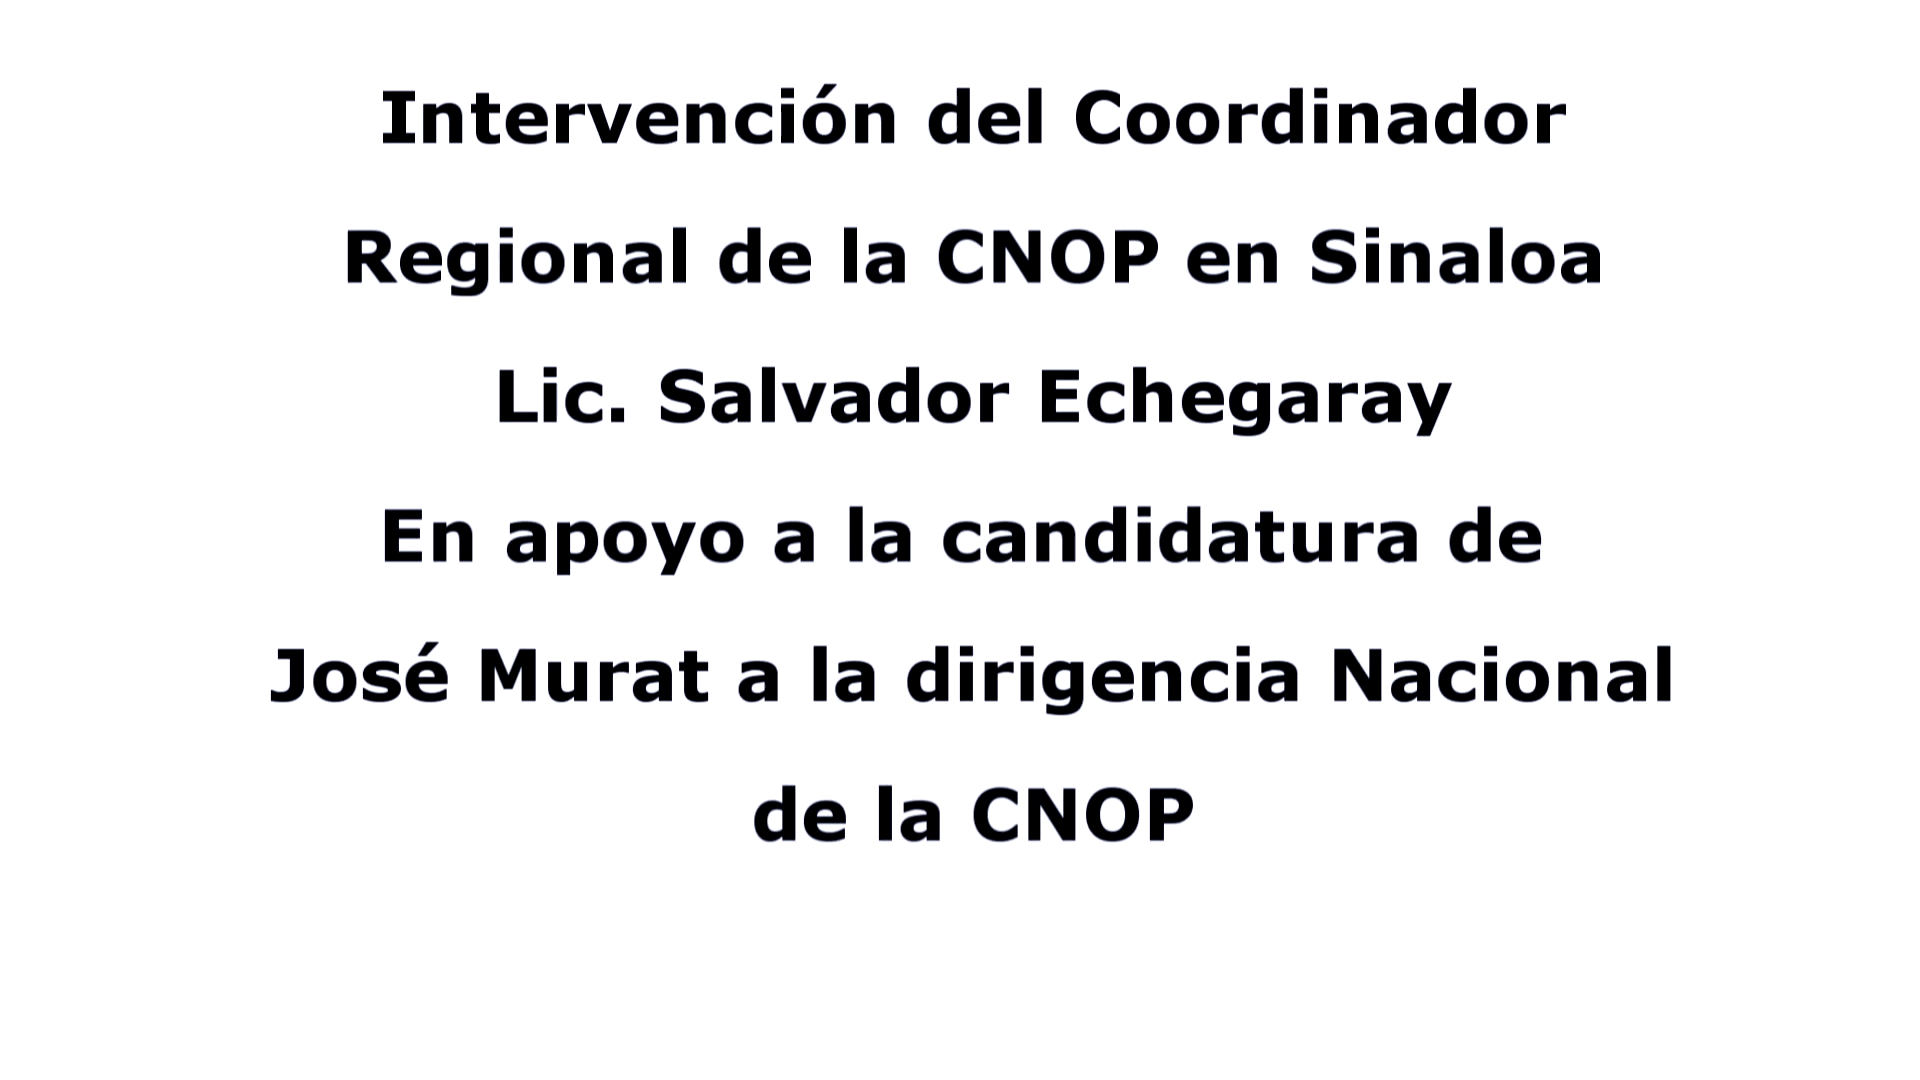 Intervención del Coordinador
Regional de la CNOP en Sinaloa
Lic. Salvador Echegaray
En apoyo a la candidatura de
José Murat a la dirigencia Nacional
de la CNOP